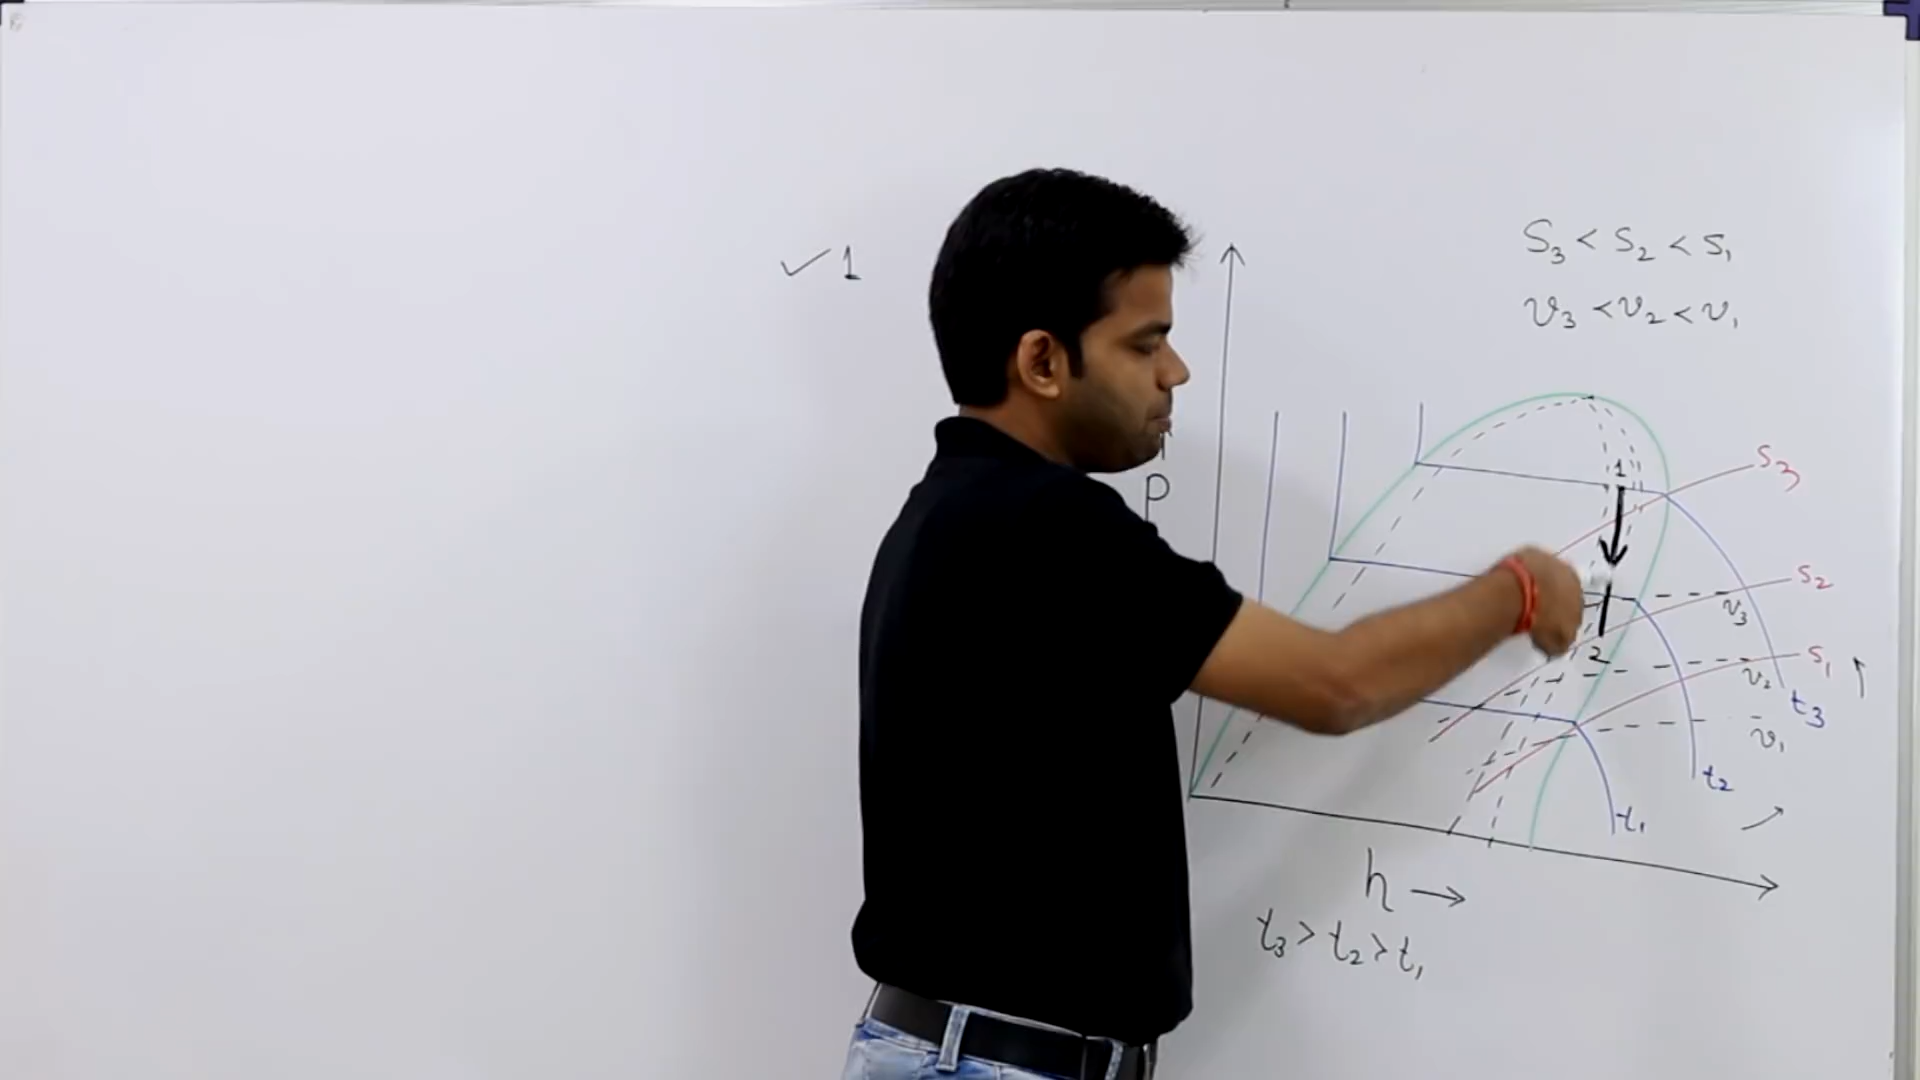 ✓ 1
S₃ < S₂ < S₁
v₃ < v₂ < v₁
P
1
S₃
S₂
v₃
2
S₁
v₂
t₃
v₁
t₂
t₁
h →
t₃ > t₂ > t₁